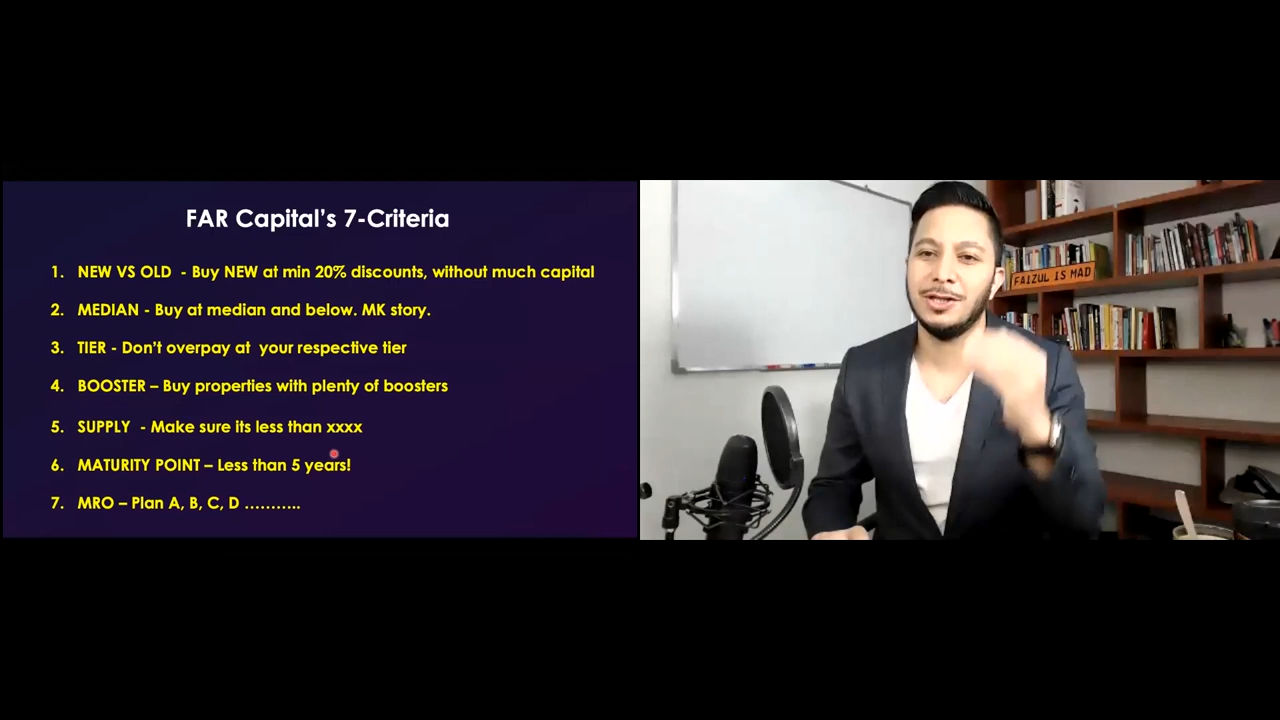 FAR Capital's 7-Criteria
1. NEW VS OLD - Buy NEW at min 20% discounts, without much capital
2. MEDIAN - Buy at median and below. MK story.
3. TIER - Don't overpay at your respective tier
4. BOOSTER – Buy properties with plenty of boosters
5. SUPPLY - Make sure its less than xxxx
6. MATURITY POINT – Less than 5 years!
7. MRO – Plan A, B, C, D ………..
FAIZUL IS MAD